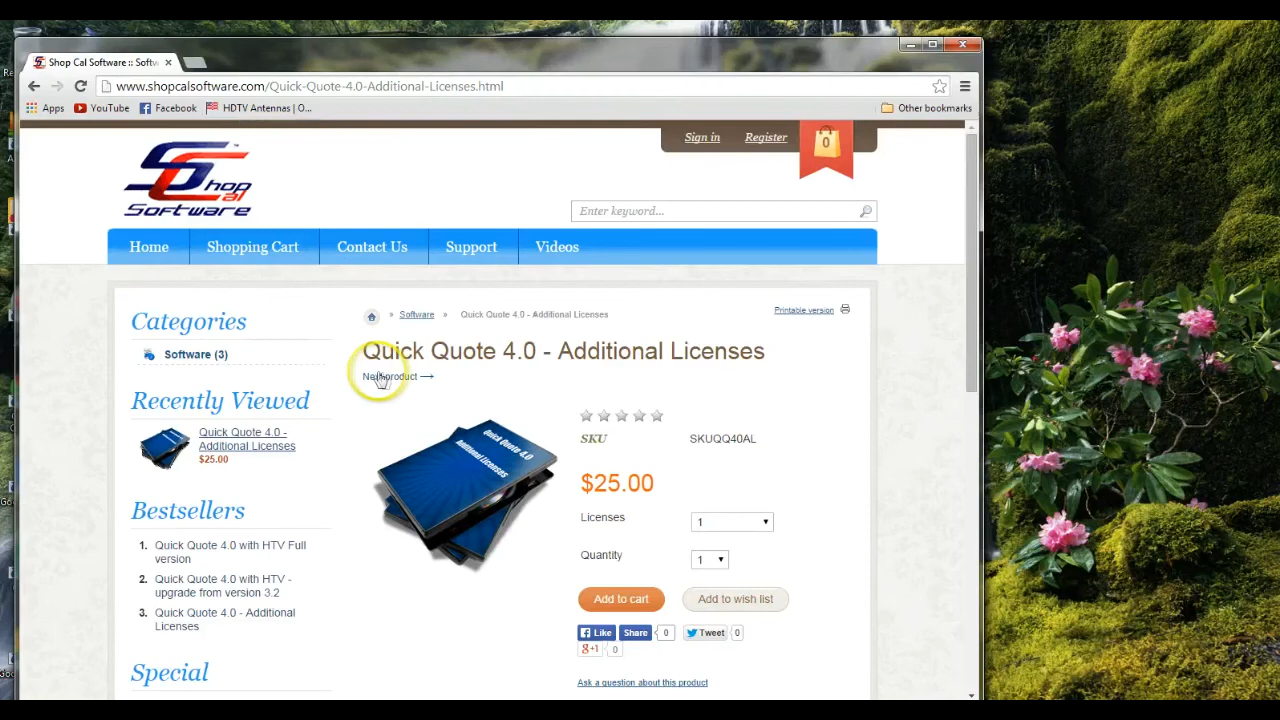 Shop Cal Software :: Softw
www.shopcalsoftware.com/Quick-Quote-4.0-Additional-Licenses.html
Apps YouTube Facebook HDTV Antennas | O... Other bookmarks
Sign in Register 0
Shop
Cal
Software
Enter keyword...
Home Shopping Cart Contact Us Support Videos
Categories
Software (3)
Recently Viewed
Quick Quote 4.0 -
Additional Licenses
$25.00
Bestsellers
1. Quick Quote 4.0 with HTV Full
version
2. Quick Quote 4.0 with HTV -
upgrade from version 3.2
3. Quick Quote 4.0 - Additional
Licenses
Special
» Software » Quick Quote 4.0 - Additional Licenses
Printable version
Quick Quote 4.0 - Additional Licenses
product →
Quick Quote 4.0
Additional Licenses
SKU SKUQQ40AL
$25.00
Licenses 1
Quantity 1
Add to cart Add to wish list
Like Share 0 Tweet 0
g+1 0
Ask a question about this product